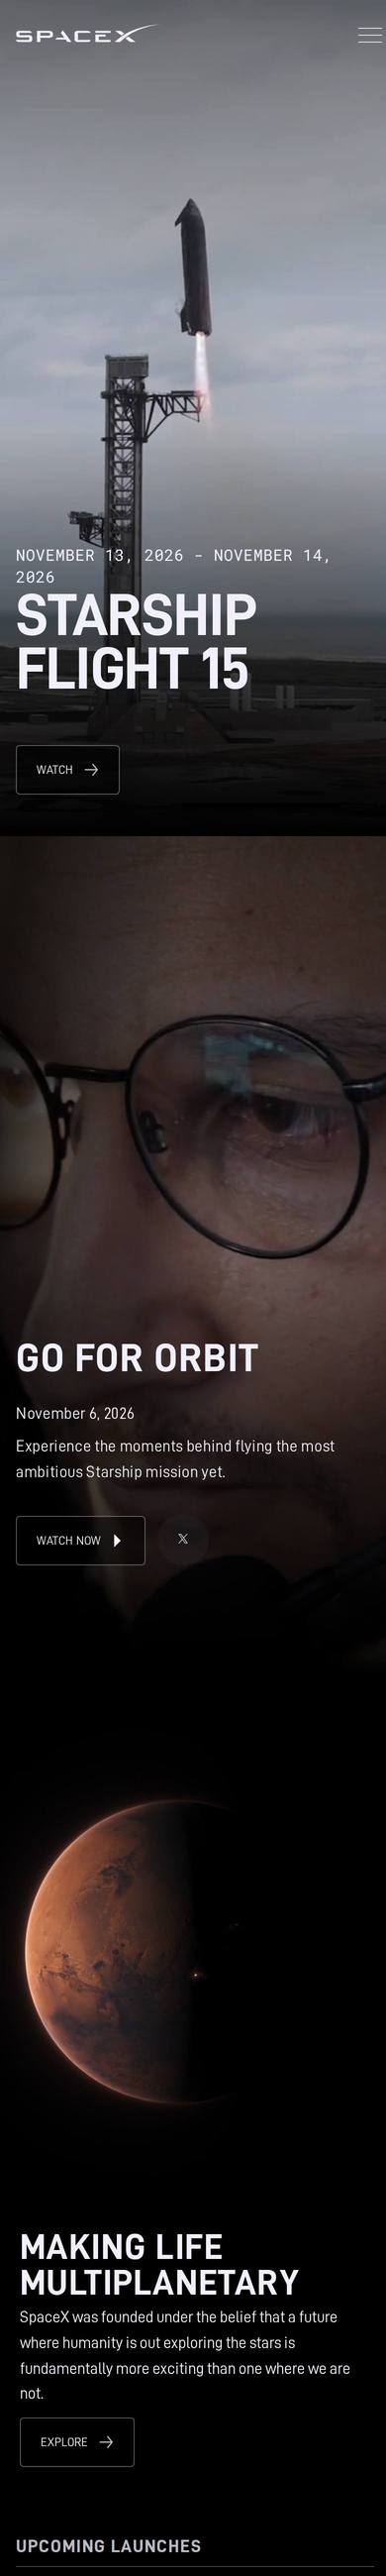 SPACEX
NOVEMBER 13, 2026 - NOVEMBER 14,
2026
STARSHIP
FLIGHT 15
WATCH
GO FOR ORBIT
November 6, 2026
Experience the moments behind flying the most
ambitious Starship mission yet.
WATCH NOW
X
MAKING LIFE
MULTIPLANETARY
SpaceX was founded under the belief that a future
where humanity is out exploring the stars is
fundamentally more exciting than one where we are
not.
EXPLORE
UPCOMING LAUNCHES